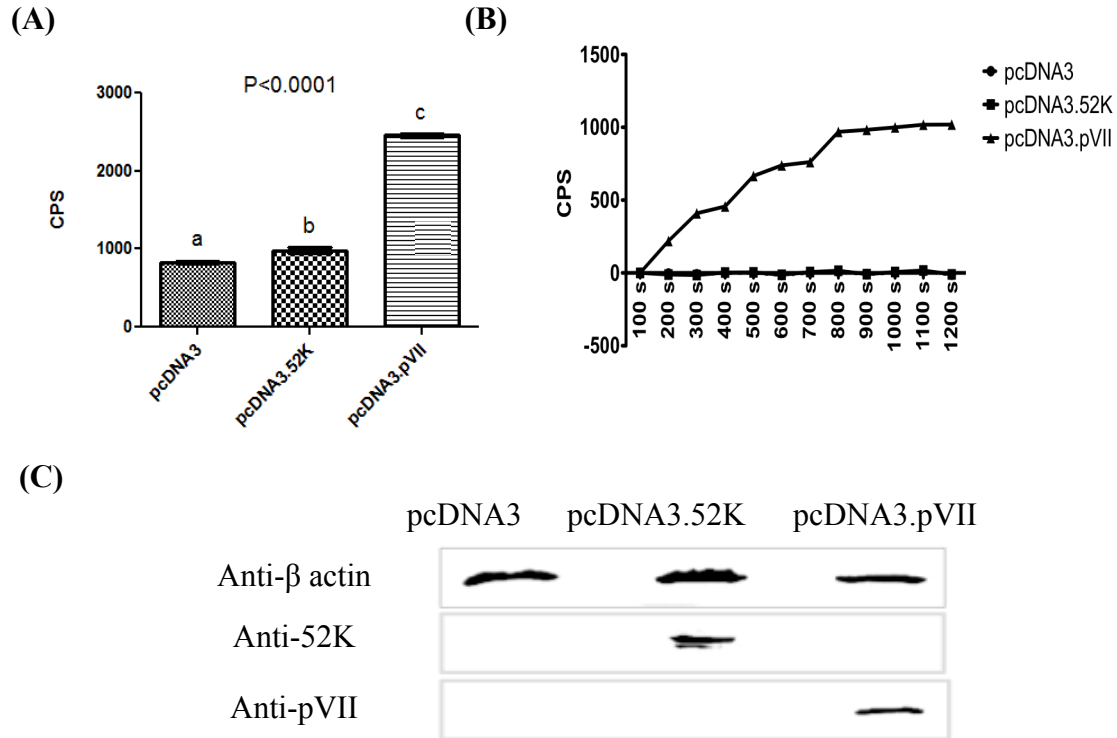 (A)
P<0.0001
3000
2000
1000
0
CPS
a
b
c
pcDNA3
pcDNA3.52K
pcDNA3.pVII
(B)
1500
1000
500
0
-500
CPS
100 s
200 s
300 s
400 s
500 s
600 s
700 s
800 s
900 s
1000 s
1100 s
1200 s
pcDNA3
pcDNA3.52K
pcDNA3.pVII
(C)
pcDNA3 pcDNA3.52K pcDNA3.pVII
Anti-β actin
Anti-52K
Anti-pVII